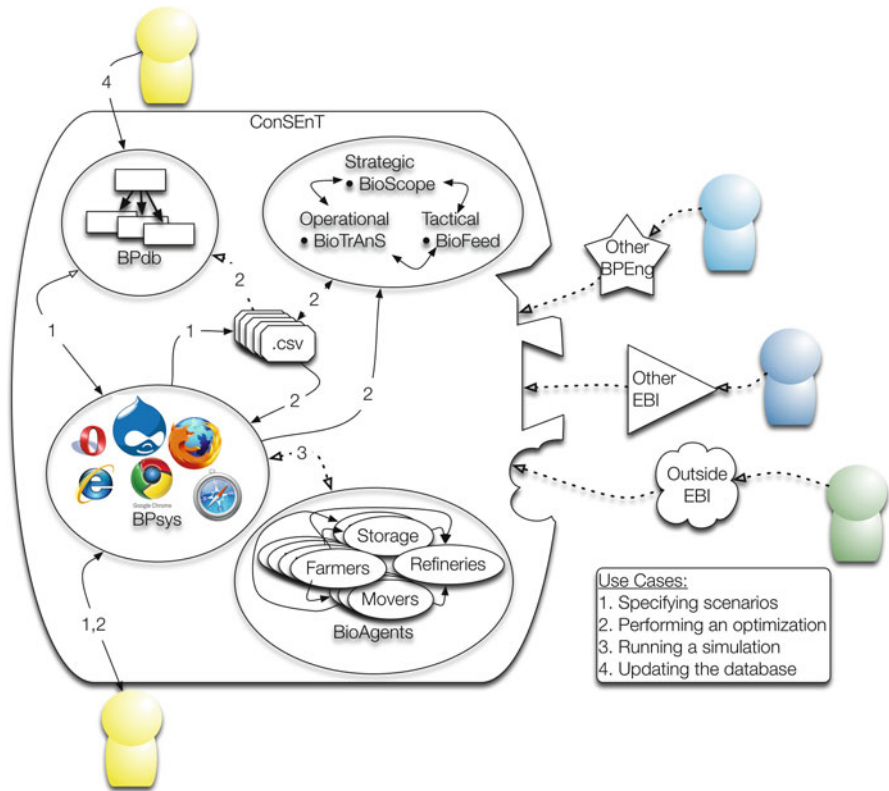 4
ConSEnT
Strategic
• BioScope
Operational
• BioTrAnS
Tactical
• BioFeed
BPdb
2
2
1
1
.csv
2
2
Other
BPEng
Other
EBI
Outside
EBI
3
Google Chrome
BPsys
Storage
Farmers
Refineries
Movers
BioAgents
1,2
Use Cases:
1. Specifying scenarios
2. Performing an optimization
3. Running a simulation
4. Updating the database